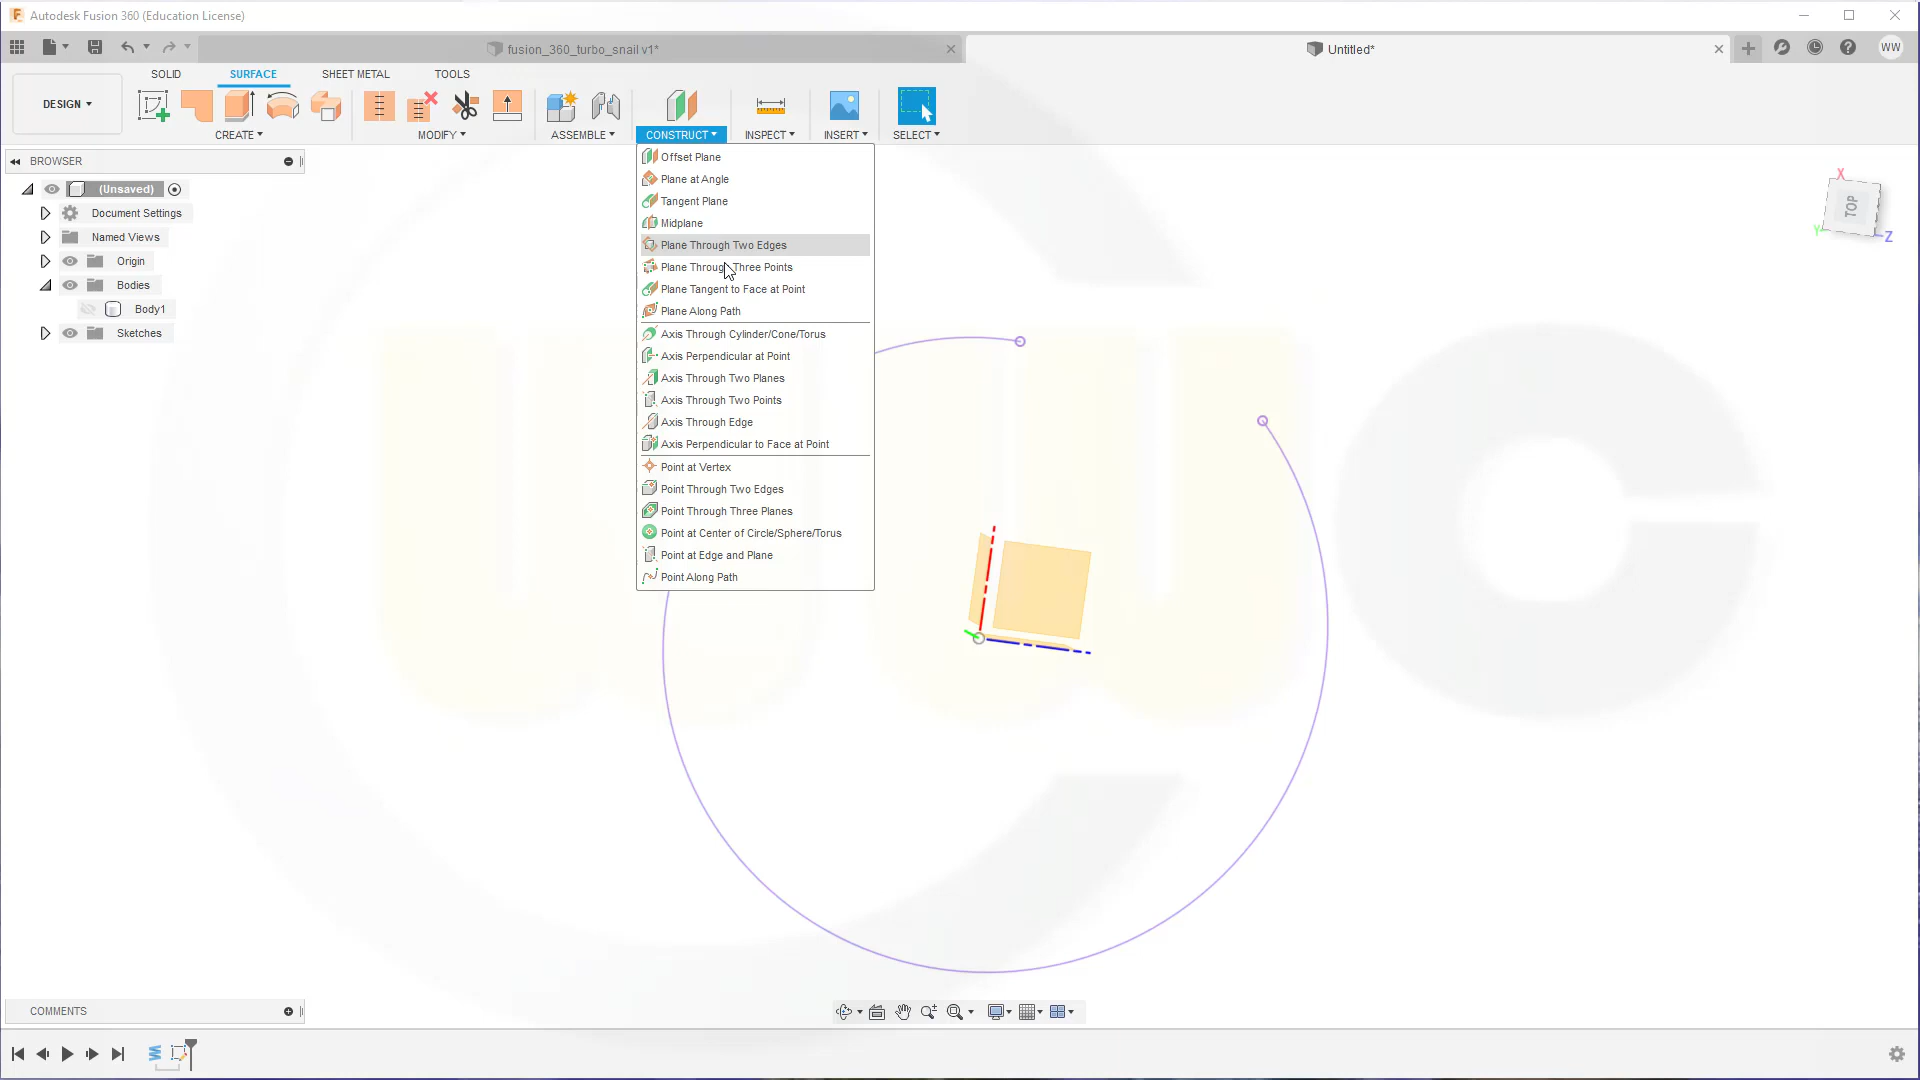 Autodesk Fusion 360 (Education License)
fusion_360_turbo_snail v1*
Untitled*
WW
SOLID
SURFACE
SHEET METAL
TOOLS
DESIGN
CREATE
MODIFY
ASSEMBLE
CONSTRUCT
INSPECT
INSERT
SELECT
BROWSER
(Unsaved)
Document Settings
Named Views
Origin
Bodies
Body1
Sketches
Offset Plane
Plane at Angle
Tangent Plane
Midplane
Plane Through Two Edges
Plane Through Three Points
Plane Tangent to Face at Point
Plane Along Path
Axis Through Cylinder/Cone/Torus
Axis Perpendicular at Point
Axis Through Two Planes
Axis Through Two Points
Axis Through Edge
Axis Perpendicular to Face at Point
Point at Vertex
Point Through Two Edges
Point Through Three Planes
Point at Center of Circle/Sphere/Torus
Point at Edge and Plane
Point Along Path
X
TOP
Y
Z
COMMENTS